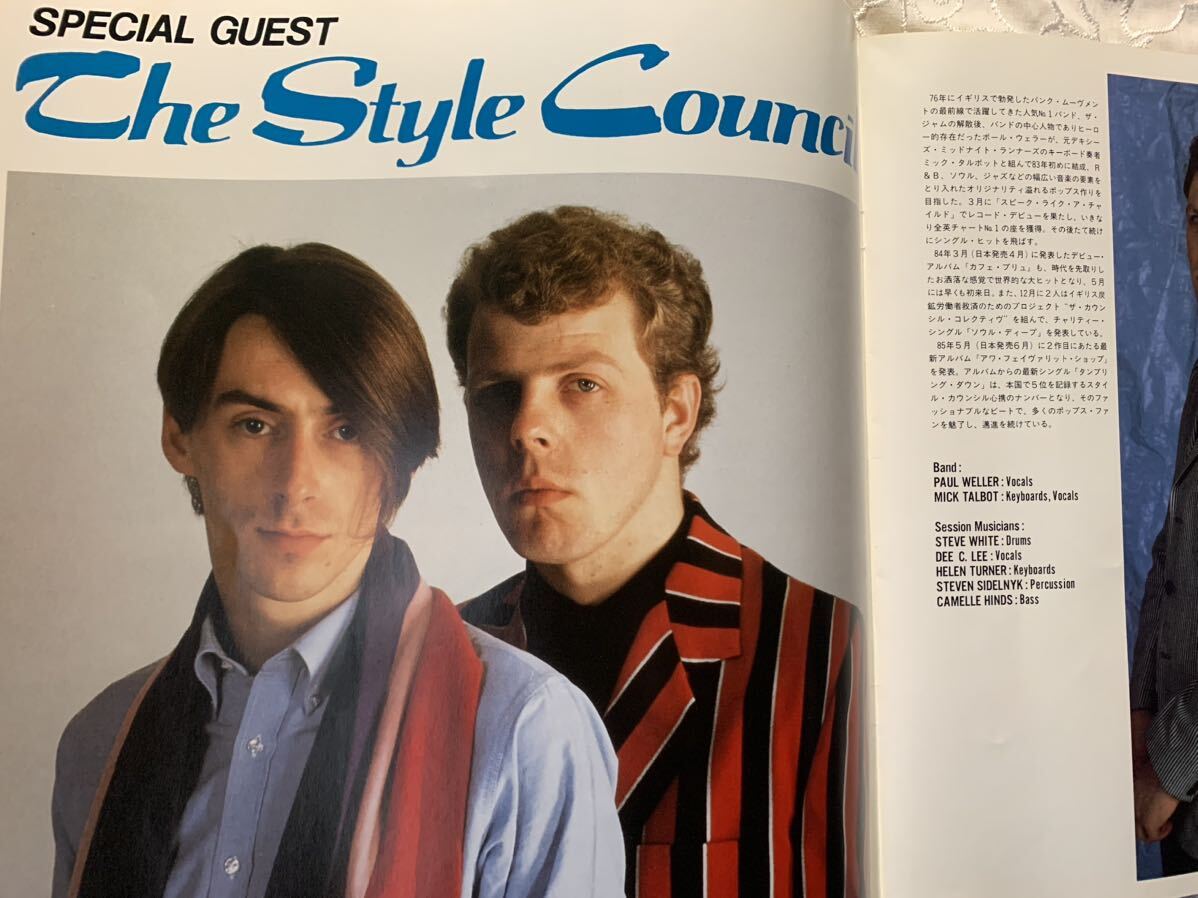 SPECIAL GUEST
The Style Counci
76年にイギリスで勃発したパンク・ムーヴメン
トの最前線で活躍してきた人気No.1バンド、ザ・
ジャムの解散後、バンドの中心人物でありヒーロ
ー的存在だったポール・ウェラーが、元デキシー
ズ・ミッドナイト・ランナーズのキーボード奏者
ミック・タルボットと組んで83年初めに結成、R
&B、ソウル、ジャズなどの幅広い音楽の要素を
とり入れたオリジナリティ溢れるポップス作りを
目指した。3月に「スピーク・ライク・ア・チャ
イルド」でレコード・デビューを果たし、いきな
り全英チャートNo.1の座を獲得。その後たて続け
にシングル・ヒットを飛ばす。
84年3月(日本発売4月)に発表したデビュー・
アルバム「カフェ・ブリュ」も、時代を先取りし
たお洒落な感覚で世界的な大ヒットとなり、5月
には早くも初来日。また、12月に2人はイギリス炭
鉱労働者救済のためのプロジェクト"ザ・カウン
シル・コレクティヴ"を組んで、チャリティー・
シングル「ソウル・ディープ」を発表している。
85年5月(日本発売6月)に2作目にあたる最
新アルバム「アワ・フェイヴァリット・ショップ」
を発表。アルバムからの最新シングル「タンブリ
ング・ダウン」は、本国で5位を記録するスタイ
ル・カウンシル心携のナンバーとなり、そのファ
ッショナブルなビートで、多くのポップス・ファ
ンを魅了し、邁進を続けている。
Band:
PAUL WELLER: Vocals
MICK TALBOT: Keyboards, Vocals
Session Musicians:
STEVE WHITE: Drums
DEE C. LEE: Vocals
HELEN TURNER: Keyboards
STEVEN SIDELNYK: Percussion
CAMELLE HINDS: Bass